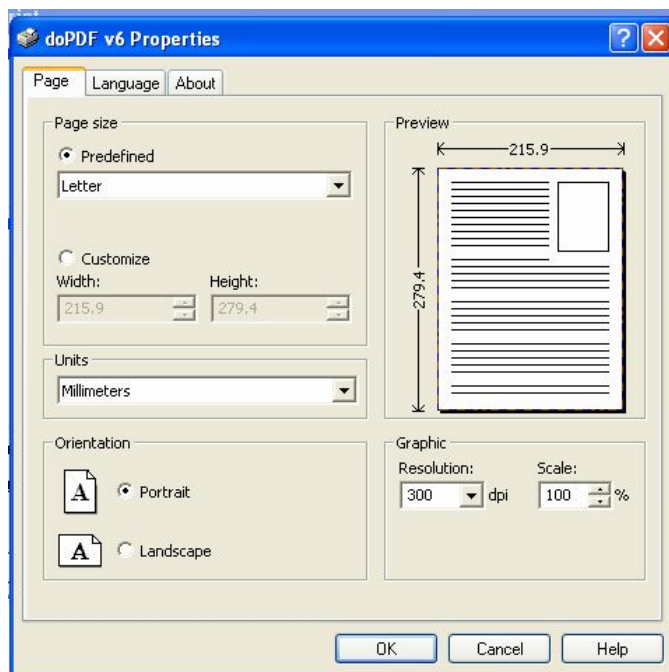 doPDF v6 Properties
Page Language About
Page size
Predefined
Letter
Customize
Width: Height:
215.9 279.4
Units
Millimeters
Orientation
A Portrait
A Landscape
Preview
215.9
279.4
Graphic
Resolution: Scale:
300 dpi 100 %
OK Cancel Help